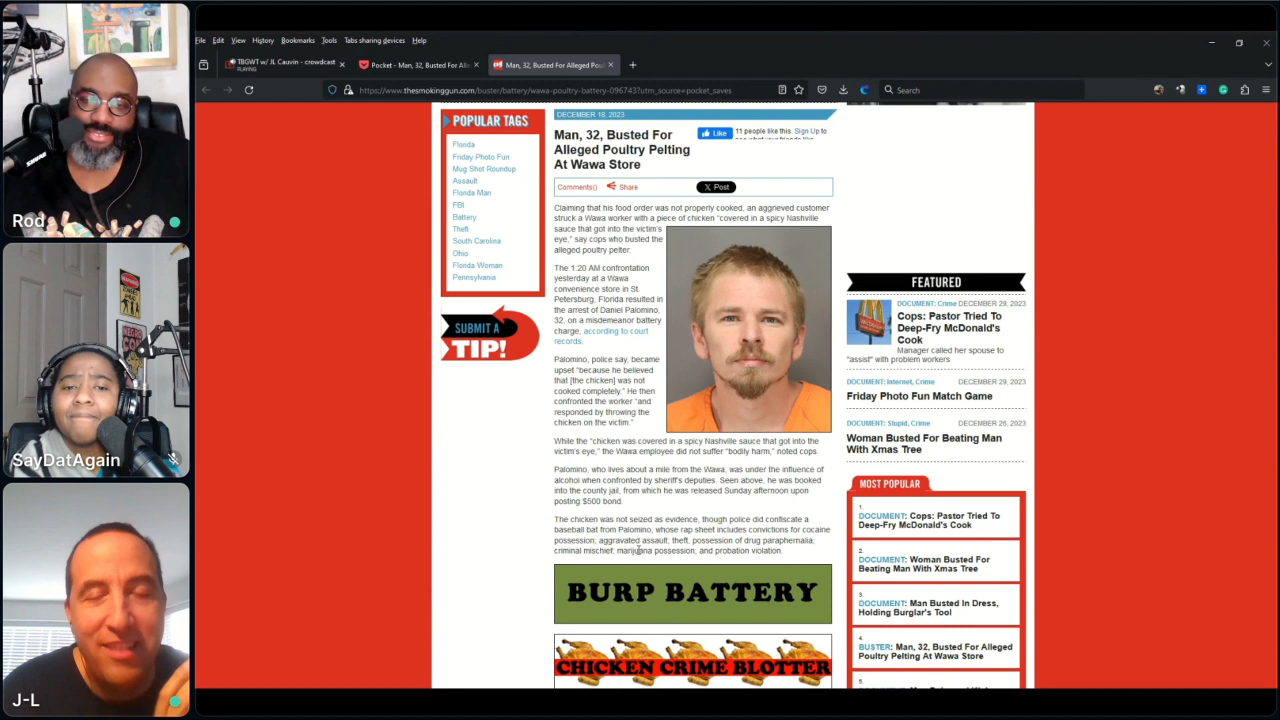 File Edit View History Bookmarks Tools Tabs sharing devices Help
TBGWT w/ JL Cauvin - crowdcast
PLAYING
Pocket - Man, 32, Busted For All
Man, 32, Busted For Alleged Poul
https://www.thesmokinggun.com/buster/battery/wawa-poultry-battery-096743?utm_source=pocket_saves
Search
SHURE
Rod
SayDatAgain
J-L
POPULAR TAGS
Florida
Friday Photo Fun
Mug Shot Roundup
Assault
Florida Man
FBI
Battery
Theft
South Carolina
Ohio
Florida Woman
Pennsylvania
SUBMIT A
TIP!
DECEMBER 18, 2023
Man, 32, Busted For
Alleged Poultry Pelting
At Wawa Store
Like
11 people like this. Sign Up to
see what your friends like.
Comments() Share
X Post
Claiming that his food order was not properly cooked, an aggrieved customer
struck a Wawa worker with a piece of chicken “covered in a spicy Nashville
sauce that got into the victim's
eye,” say cops who busted the
alleged poultry pelter.
The 1:20 AM confrontation
yesterday at a Wawa
convenience store in St.
Petersburg, Florida resulted in
the arrest of Daniel Palomino,
32, on a misdemeanor battery
charge, according to court
records.
Palomino, police say, became
upset “because he believed
that [the chicken] was not
cooked completely.” He then
confronted the worker “and
responded by throwing the
chicken on the victim.”
While the “chicken was covered in a spicy Nashville sauce that got into the
victim's eye,” the Wawa employee did not suffer “bodily harm,” noted cops.
Palomino, who lives about a mile from the Wawa, was under the influence of
alcohol when confronted by sheriff's deputies. Seen above, he was booked
into the county jail, from which he was released Sunday afternoon upon
posting $500 bond.
The chicken was not seized as evidence, though police did confiscate a
baseball bat from Palomino, whose rap sheet includes convictions for cocaine
possession; aggravated assault; theft, possession of drug paraphernalia;
criminal mischief; marijuana possession; and probation violation.
BURP BATTERY
CHICKEN CRIME BLOTTER
FEATURED
DOCUMENT: Crime DECEMBER 29, 2023
Cops: Pastor Tried To
Deep-Fry McDonald's
Cook
Manager called her spouse to
"assist" with problem workers
DOCUMENT: Internet, Crime DECEMBER 29, 2023
Friday Photo Fun Match Game
DOCUMENT: Stupid, Crime DECEMBER 26, 2023
Woman Busted For Beating Man
With Xmas Tree
MOST POPULAR
1.
DOCUMENT: Cops: Pastor Tried To
Deep-Fry McDonald's Cook
2.
DOCUMENT: Woman Busted For
Beating Man With Xmas Tree
3.
DOCUMENT: Man Busted In Dress,
Holding Burglar's Tool
4.
BUSTER: Man, 32, Busted For Alleged
Poultry Pelting At Wawa Store
5.